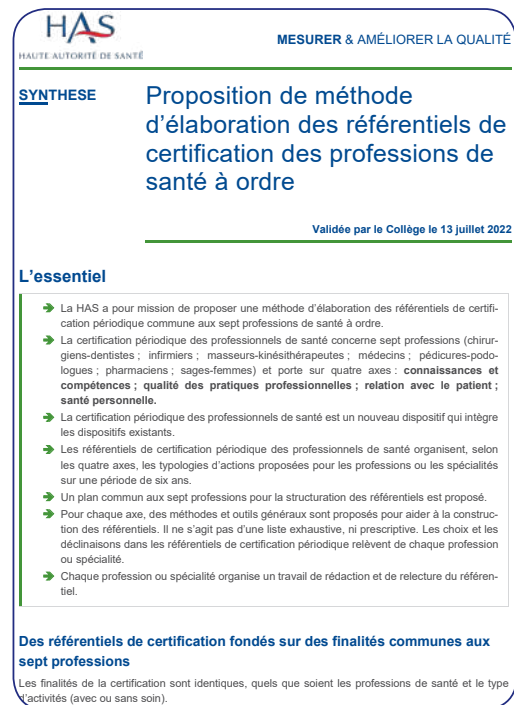 HAS
HAUTE AUTORITÉ DE SANTÉ
MESURER & AMÉLIORER LA QUALITÉ
SYNTHESE
Proposition de méthode
d’élaboration des référentiels de
certification des professions de
santé à ordre
Validée par le Collège le 13 juillet 2022
L’essentiel
➔ La HAS a pour mission de proposer une méthode d’élaboration des référentiels de certifi-
cation périodique commune aux sept professions de santé à ordre.
➔ La certification périodique des professionnels de santé concerne sept professions (chirur-
giens-dentistes ; infirmiers ; masseurs-kinésithérapeutes ; médecins ; pédicures-podo-
logues ; pharmaciens ; sages-femmes) et porte sur quatre axes : connaissances et
compétences ; qualité des pratiques professionnelles ; relation avec le patient ;
santé personnelle.
➔ La certification périodique des professionnels de santé est un nouveau dispositif qui intègre
les dispositifs existants.
➔ Les référentiels de certification périodique des professionnels de santé organisent, selon
les quatre axes, les typologies d’actions proposées pour les professions ou les spécialités
sur une période de six ans.
➔ Un plan commun aux sept professions pour la structuration des référentiels est proposé.
➔ Pour chaque axe, des méthodes et outils généraux sont proposés pour aider à la construc-
tion des référentiels. Il ne s’agit pas d’une liste exhaustive, ni prescriptive. Les choix et les
déclinaisons dans les référentiels de certification périodique relèvent de chaque profession
ou spécialité.
➔ Chaque profession ou spécialité organise un travail de rédaction et de relecture du référen-
tiel.
Des référentiels de certification fondés sur des finalités communes aux
sept professions
Les finalités de la certification sont identiques, quels que soient les professions de santé et le type
d’activités (avec ou sans soin).